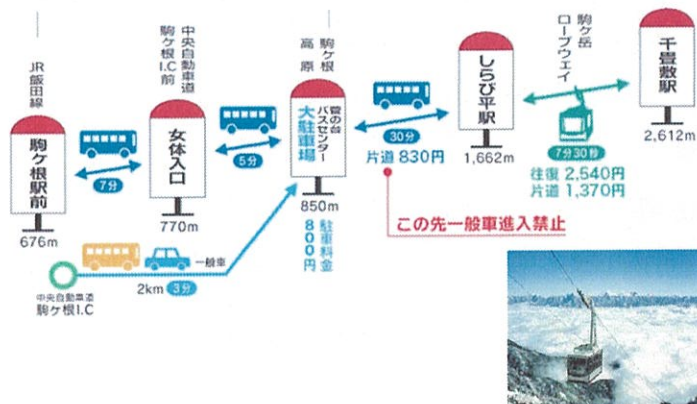 JR飯田線
駒ヶ根駅前
676m
7分
中央自動車道
駒ヶ根I.C前
女体入口
770m
5分
駒ヶ根
高原
菅の台
バスセンター
大駐車場
850m
駐車料金
800円
30分
片道 830円
しらび平駅
1,662m
駒ヶ岳
ロープウェイ
7分30秒
往復 2,540円
片道 1,370円
千畳敷駅
2,612m
この先一般車進入禁止
一般車
2km 3分
中央自動車道
駒ヶ根I.C